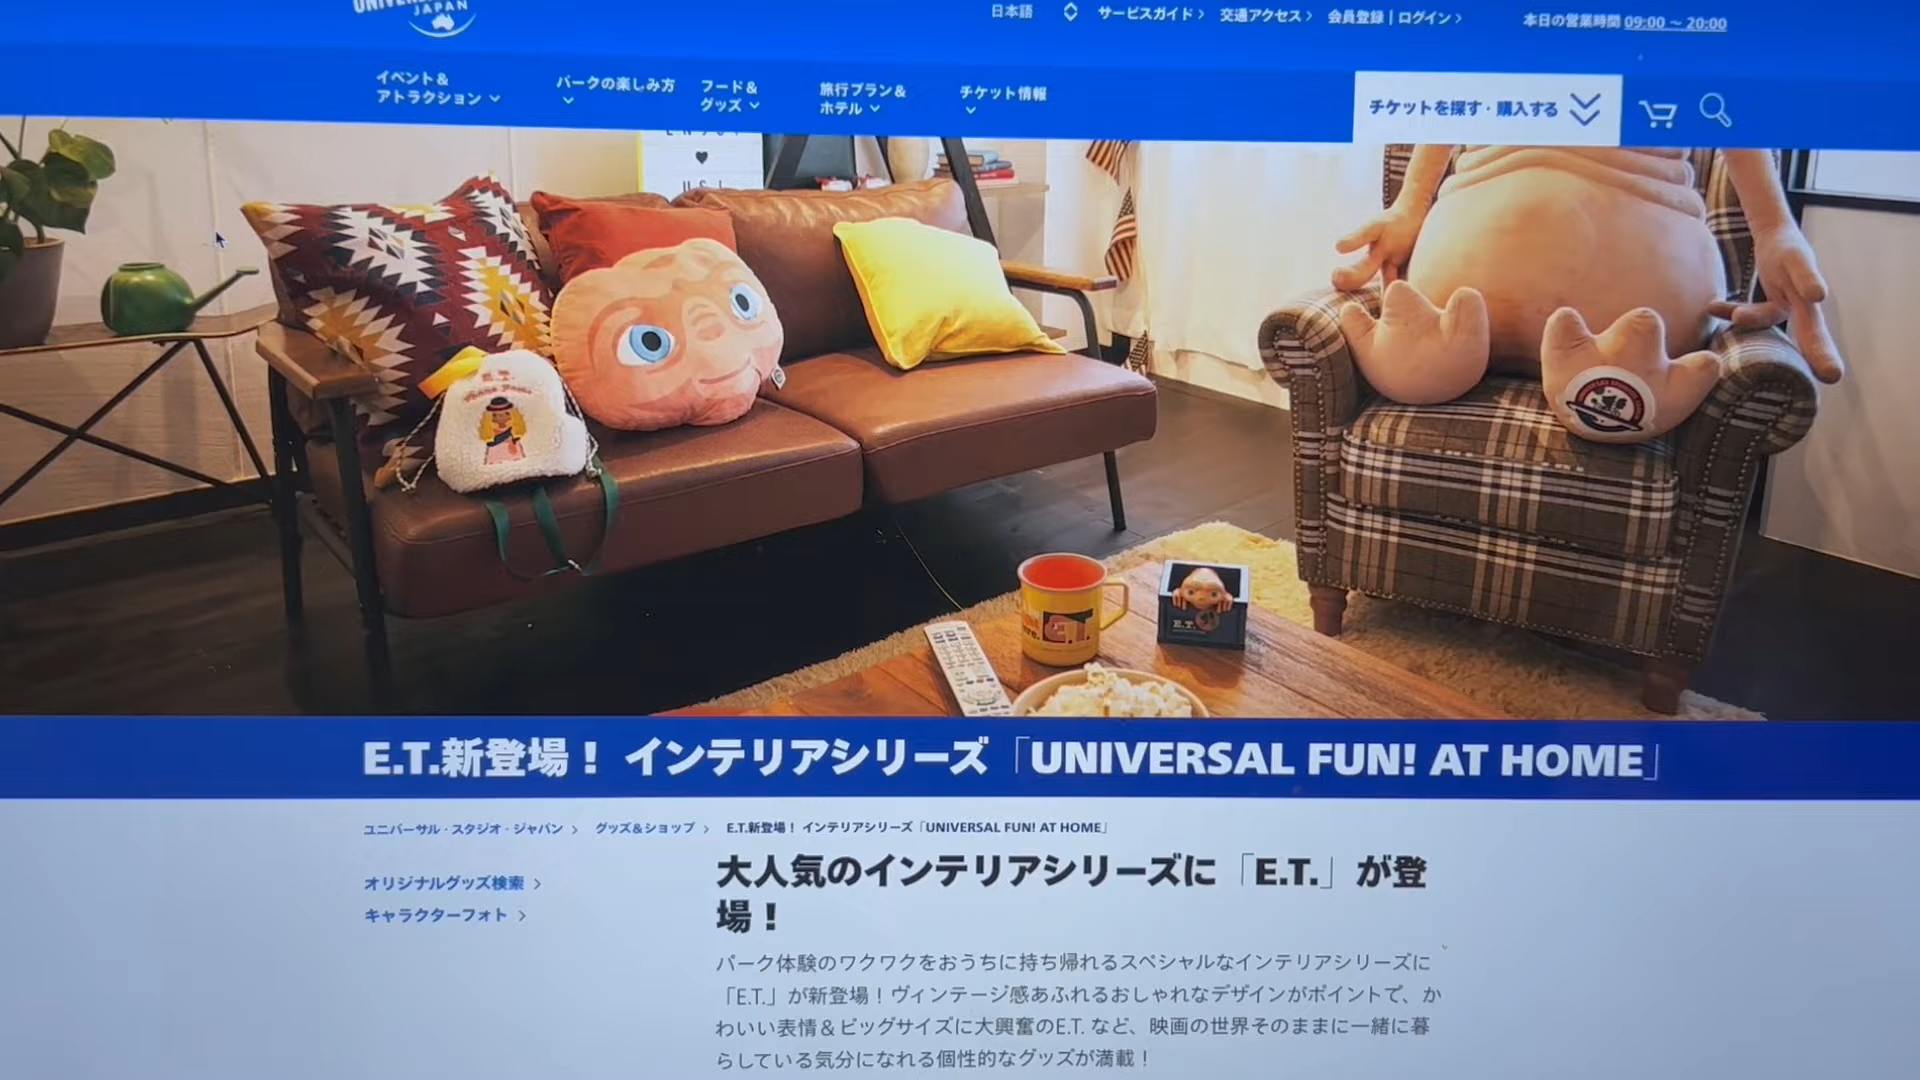 JAPAN
日本語
サービスガイド
交通アクセス
会員登録 | ログイン
本日の営業時間 09:00 ~ 20:00
イベント&
アトラクション
パークの楽しみ方
フード&
グッズ
旅行プラン&
ホテル
チケット情報
チケットを探す・購入する
E.T.
E.T.
E.T.
E.T.新登場！ インテリアシリーズ「UNIVERSAL FUN! AT HOME」
ユニバーサル・スタジオ・ジャパン > グッズ&ショップ > E.T.新登場！ インテリアシリーズ「UNIVERSAL FUN! AT HOME」
オリジナルグッズ検索
キャラクターフォト
大人気のインテリアシリーズに「E.T.」が登
場！
パーク体験のワクワクをおうちに持ち帰れるスペシャルなインテリアシリーズに
「E.T.」が新登場！ヴィンテージ感あふれるおしゃれなデザインがポイントで、か
わいい表情＆ビッグサイズに大興奮のE.T. など、映画の世界そのままに一緒に暮
らしている気分になれる個性的なグッズが満載！